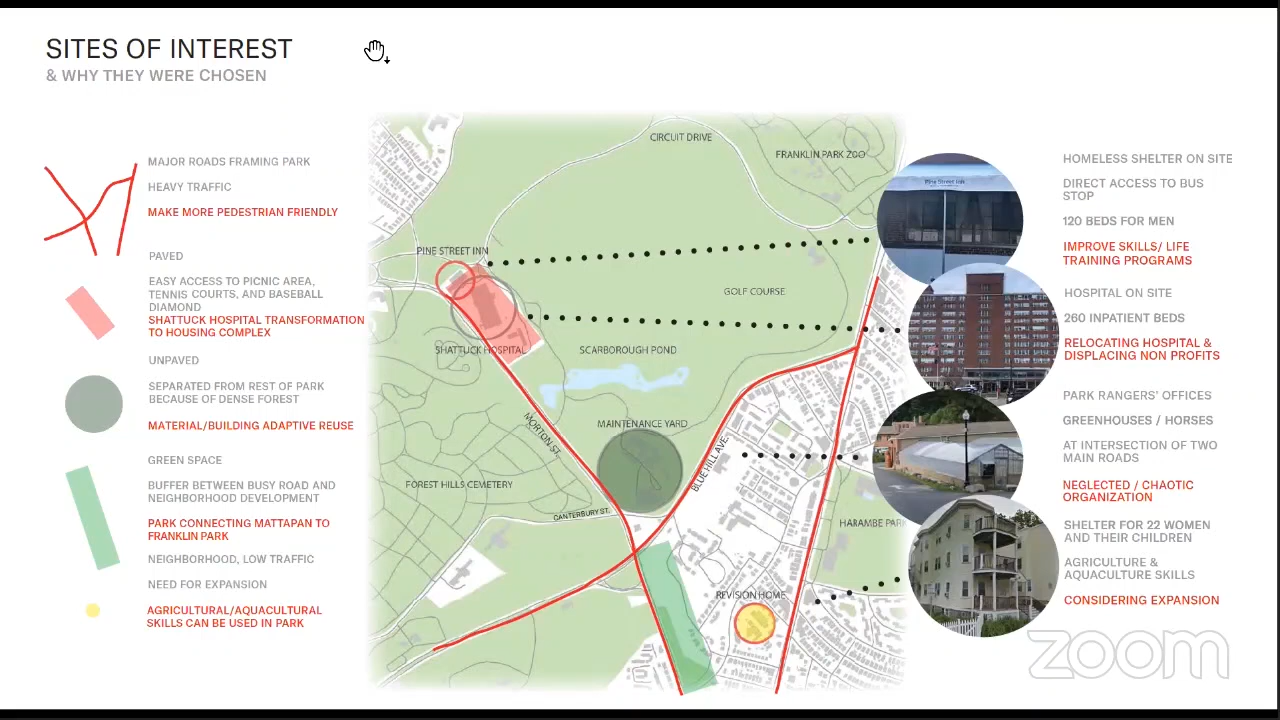 SITES OF INTEREST
& WHY THEY WERE CHOSEN
MAJOR ROADS FRAMING PARK
HEAVY TRAFFIC
MAKE MORE PEDESTRIAN FRIENDLY
PAVED
EASY ACCESS TO PICNIC AREA,
TENNIS COURTS, AND BASEBALL
DIAMOND
SHATTUCK HOSPITAL TRANSFORMATION
TO HOUSING COMPLEX
UNPAVED
SEPARATED FROM REST OF PARK
BECAUSE OF DENSE FOREST
MATERIAL/BUILDING ADAPTIVE REUSE
GREEN SPACE
BUFFER BETWEEN BUSY ROAD AND
NEIGHBORHOOD DEVELOPMENT
PARK CONNECTING MATTAPAN TO
FRANKLIN PARK
NEIGHBORHOOD, LOW TRAFFIC
NEED FOR EXPANSION
AGRICULTURAL/AQUACULTURAL
SKILLS CAN BE USED IN PARK
CIRCUIT DRIVE
FRANKLIN PARK ZOO
PINE STREET INN
GOLF COURSE
SHATTUCK HOSPITAL
SCARBOROUGH POND
MORTON ST.
MAINTENANCE YARD
BLUE HILL AVE.
FOREST HILLS CEMETERY
CANTERBURY ST.
HARAMBE PARK
REVISION HOME
Pine Street Inn
HOMELESS SHELTER ON SITE
DIRECT ACCESS TO BUS
STOP
120 BEDS FOR MEN
IMPROVE SKILLS/ LIFE
TRAINING PROGRAMS
HOSPITAL ON SITE
260 INPATIENT BEDS
RELOCATING HOSPITAL &
DISPLACING NON PROFITS
PARK RANGERS' OFFICES
GREENHOUSES / HORSES
AT INTERSECTION OF TWO
MAIN ROADS
NEGLECTED / CHAOTIC
ORGANIZATION
SHELTER FOR 22 WOMEN
AND THEIR CHILDREN
AGRICULTURE &
AQUACULTURE SKILLS
CONSIDERING EXPANSION
zoom